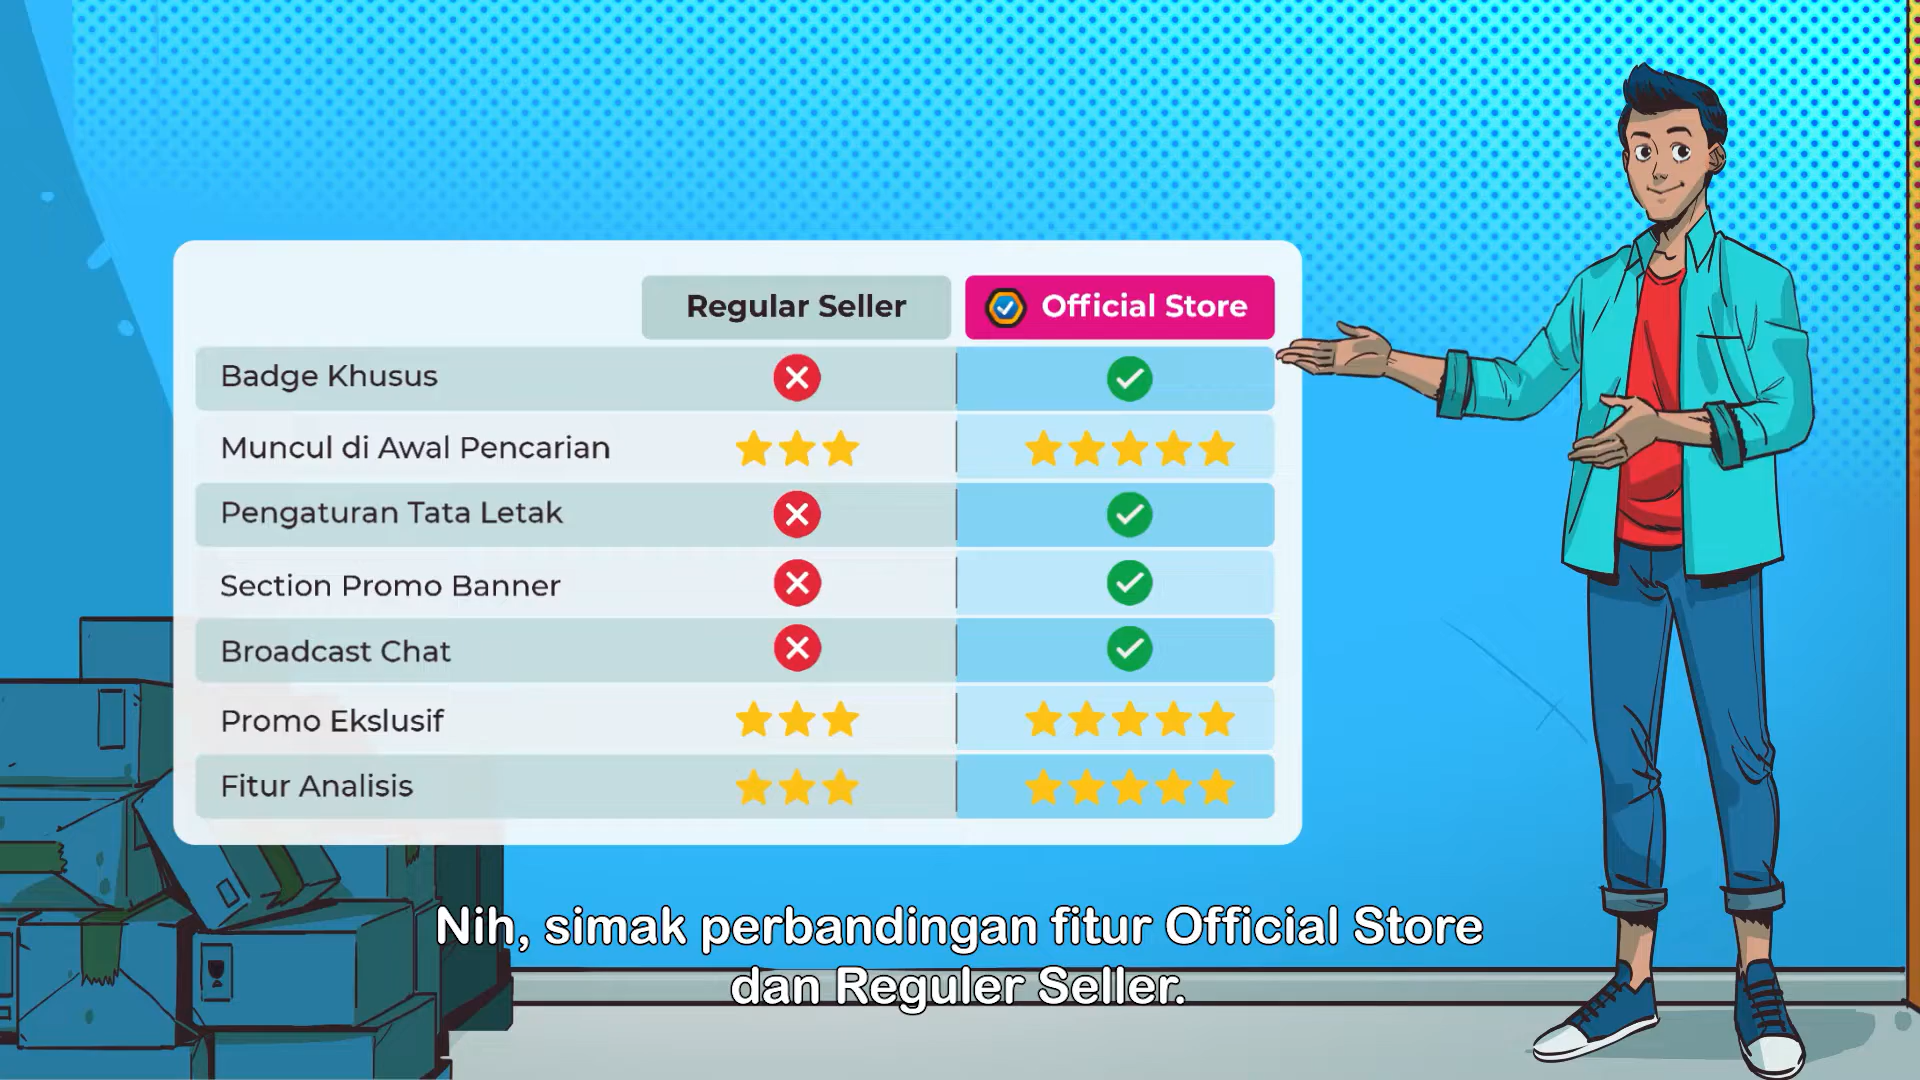 Regular Seller Official Store
Badge Khusus
Muncul di Awal Pencarian
Pengaturan Tata Letak
Section Promo Banner
Broadcast Chat
Promo Ekslusif
Fitur Analisis
Nih, simak perbandingan fitur Official Store
dan Reguler Seller.